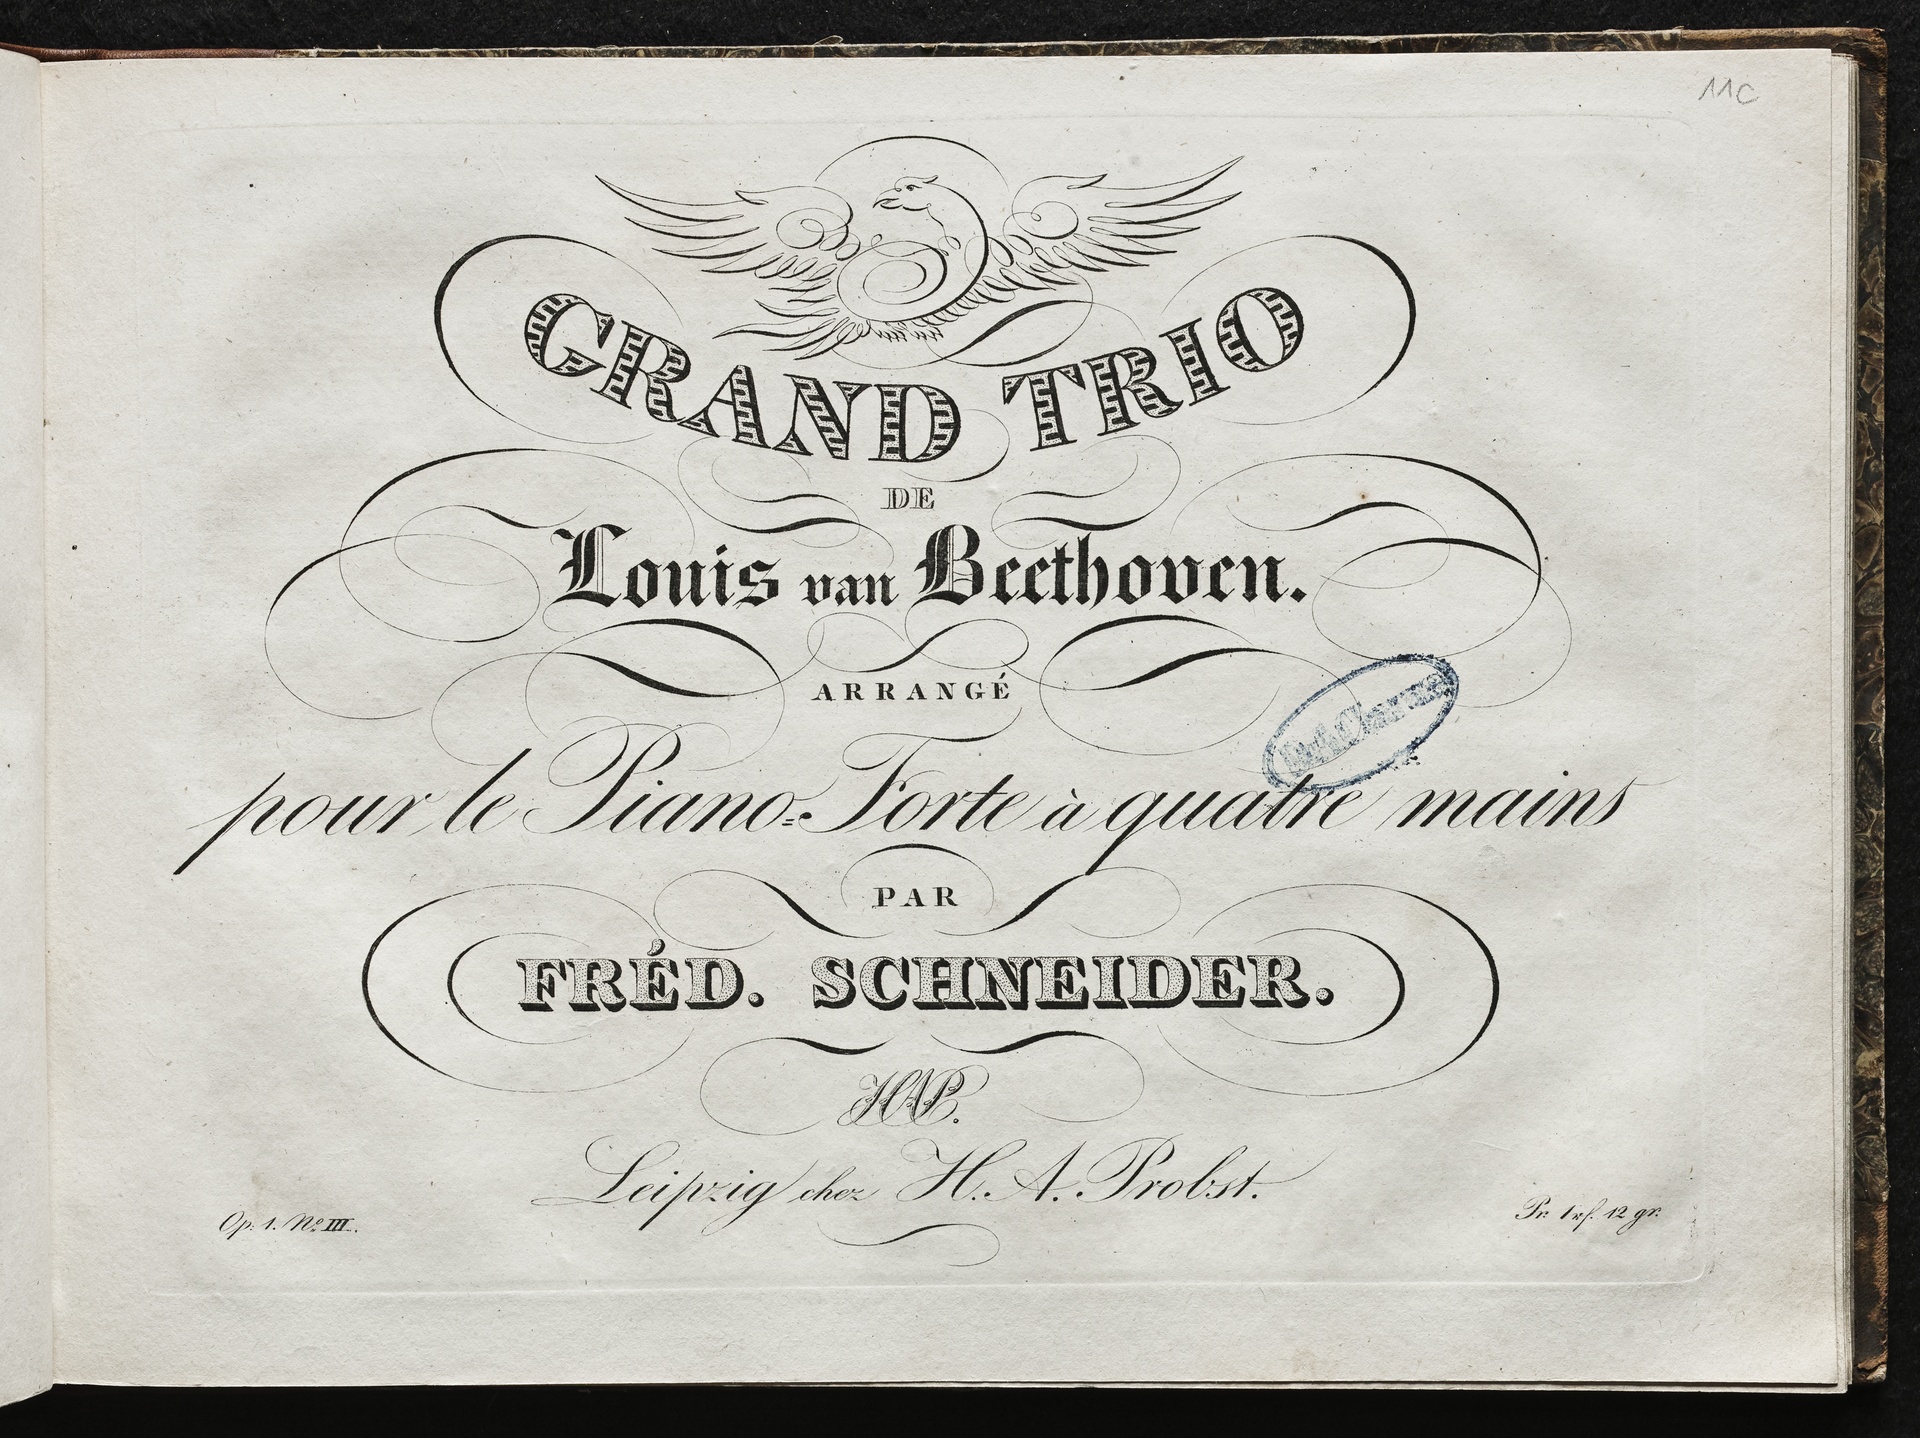 11c
GRAND TRIO
DE
Louis van Beethoven.
ARRANGÉ
pour le Piano=Forte à quatre mains
PAR
FRÉD. SCHNEIDER.
HAP.
Leipzig chez H. A. Probst.
Op. 1. No III.
Pr. 1 rf. 12 gr.